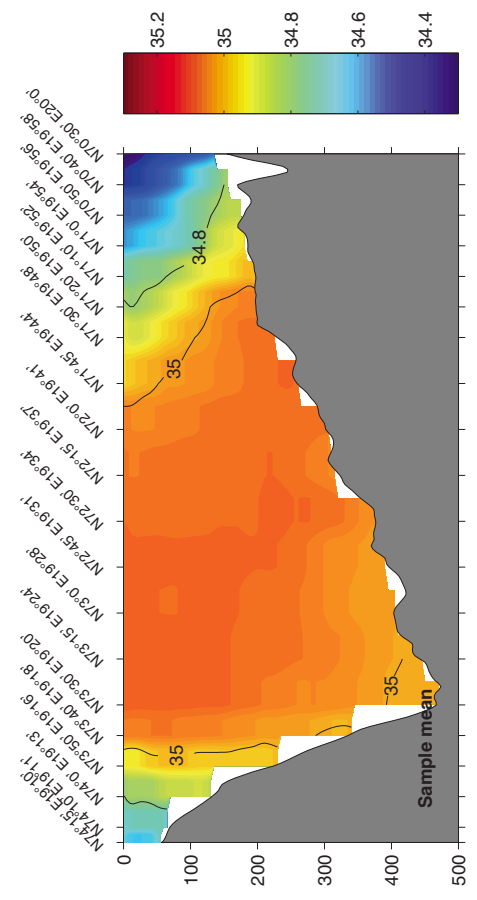 35.2
35
34.8
34.6
34.4
N70°30' E20°0'
N70°40' E19°58'
N70°50' E19°56'
N71°0' E19°54'
N71°10' E19°52'
N71°20' E19°50'
N71°30' E19°48'
N71°45' E19°44'
N72°0' E19°41'
N72°15' E19°37'
N72°30' E19°34'
N72°45' E19°31'
N73°0' E19°28'
N73°15' E19°24'
N73°30' E19°20'
N73°40' E19°18'
N73°50' E19°16'
N74°0' E19°13'
N74°10' E19°11'
N74°15' E19°10'
34.8
35
35
35
Sample mean
0
100
200
300
400
500